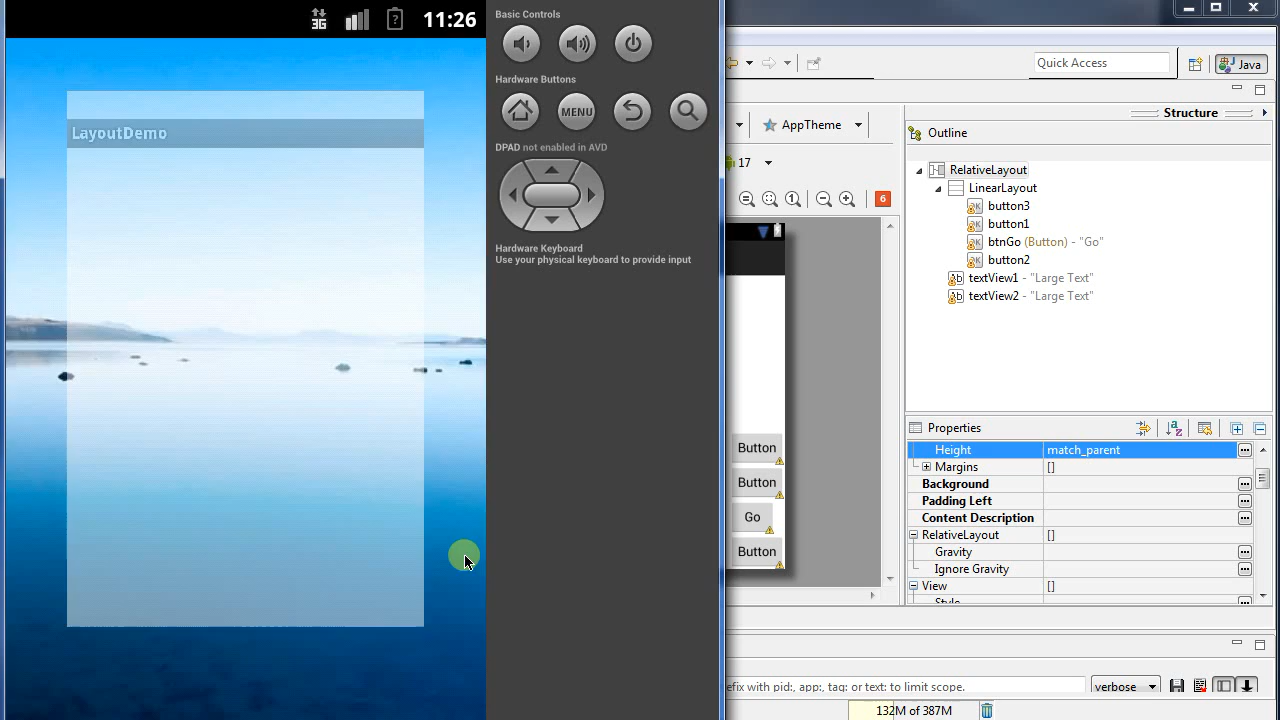 3G
11:26
LayoutDemo
Basic Controls
Hardware Buttons
MENU
DPAD not enabled in AVD
Hardware Keyboard
Use your physical keyboard to provide input
Quick Access
Java
AppTheme
17
6
Button
Button
Go
Button
Structure
Outline
RelativeLayout
LinearLayout
button3
button1
btnGo (Button) - "Go"
button2
textView1 - "Large Text"
textView2 - "Large Text"
Properties
Height match_parent
Margins []
Background
Padding Left
Content Description
RelativeLayout []
Gravity
Ignore Gravity
View []
Style
efix with pid:, app:, tag: or text: to limit scope.
verbose
132M of 387M